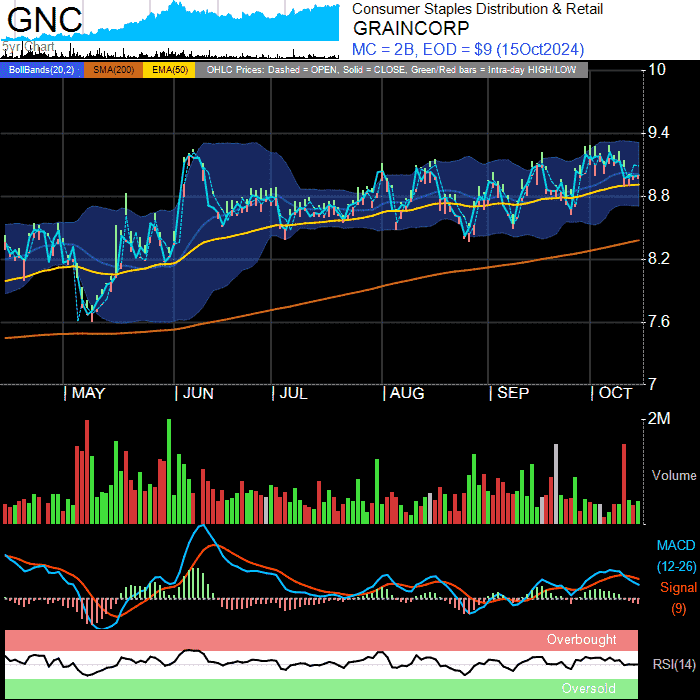 GNC
5yr Chart
Consumer Staples Distribution & Retail
GRAINCORP
MC = 2B, EOD = $9 (15Oct2024)
BollBands(20,2) SMA(200) EMA(50) OHLC Prices: Dashed = OPEN, Solid = CLOSE, Green/Red bars = Intra-day HIGH/LOW
10
9.4
8.8
8.2
7.6
7
| MAY | JUN | JUL | AUG | SEP | OCT
2M
Volume
MACD
(12-26)
Signal
(9)
Overbought
RSI(14)
Oversold